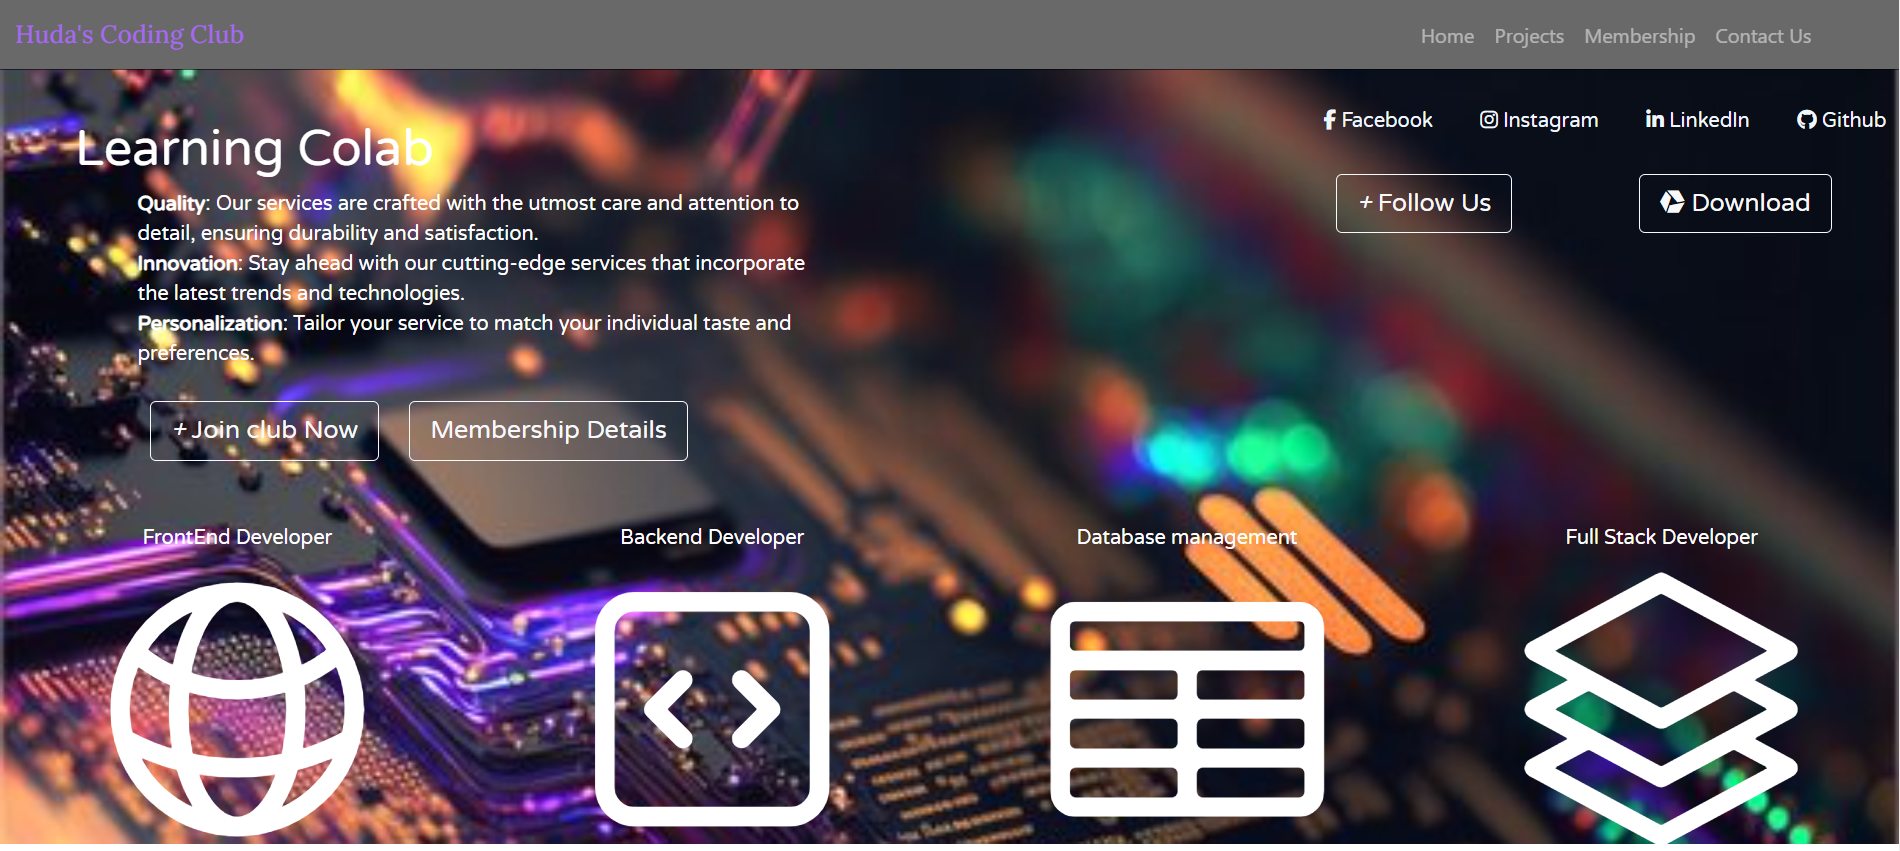 Huda's Coding Club
Home Projects Membership Contact Us
Facebook Instagram LinkedIn Github
Learning Colab
+ Follow Us
Download
Quality: Our services are crafted with the utmost care and attention to
detail, ensuring durability and satisfaction.
Innovation: Stay ahead with our cutting-edge services that incorporate
the latest trends and technologies.
Personalization: Tailor your service to match your individual taste and
preferences.
+ Join club Now
Membership Details
FrontEnd Developer
Backend Developer
Database management
Full Stack Developer